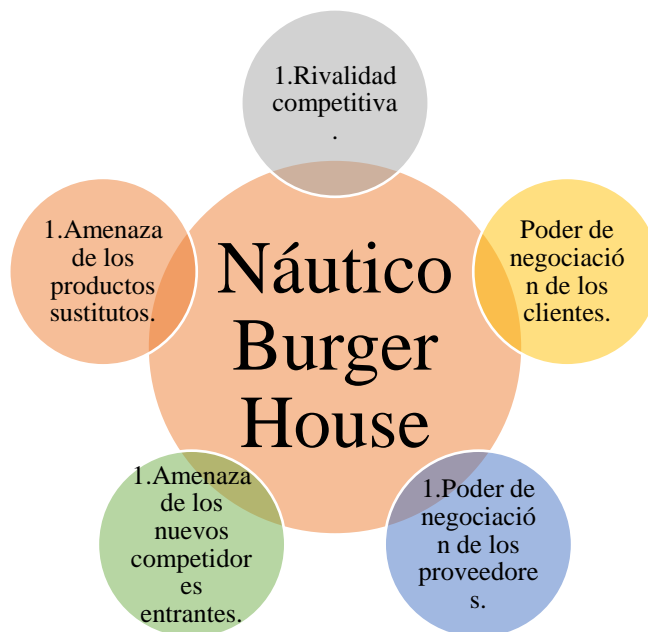 1.Rivalidad
competitiva
.
1.Amenaza
de los
productos
sustitutos.
Náutico
Burger
House
Poder de
negociació
n de los
clientes.
1.Amenaza
de los
nuevos
competidor
es
entrantes.
1.Poder de
negociació
n de los
proveedore
s.